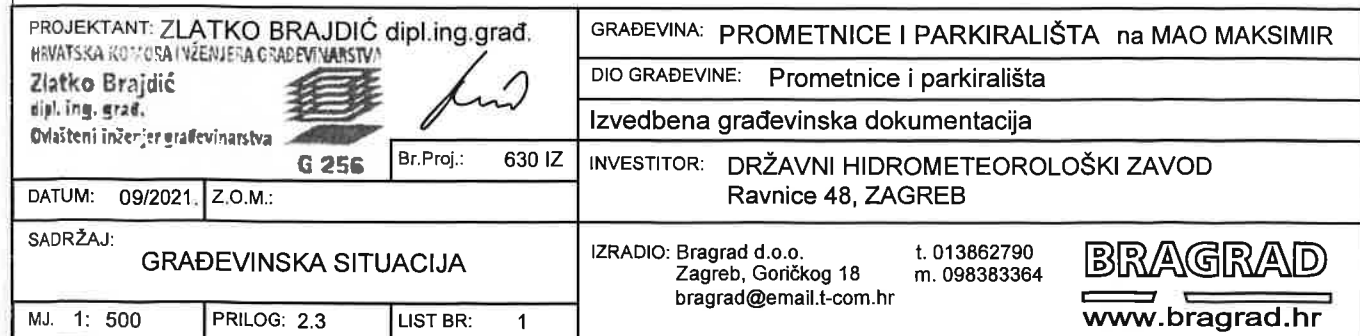 PROJEKTANT: ZLATKO BRAJDIĆ dipl.ing.građ.
HRVATSKA KOMORA INŽENJERA GRAĐEVINARSTVA
Zlatko Brajdić
dipl. ing. građ.
Ovlašteni inženjer građevinarstva
G 256
Br.Proj.: 630 IZ
DATUM: 09/2021. Z.O.M.:
SADRŽAJ:
GRAĐEVINSKA SITUACIJA
MJ. 1: 500 PRILOG: 2.3 LIST BR: 1
GRAĐEVINA: PROMETNICE I PARKIRALIŠTA na MAO MAKSIMIR
DIO GRAĐEVINE: Prometnice i parkirališta
Izvedbena građevinska dokumentacija
INVESTITOR: DRŽAVNI HIDROMETEOROLOŠKI ZAVOD
Ravnice 48, ZAGREB
IZRADIO: Bragrad d.o.o. t. 013862790
Zagreb, Goričkog 18 m. 098383364
bragrad@email.t-com.hr
BRAGRAD
www.bragrad.hr